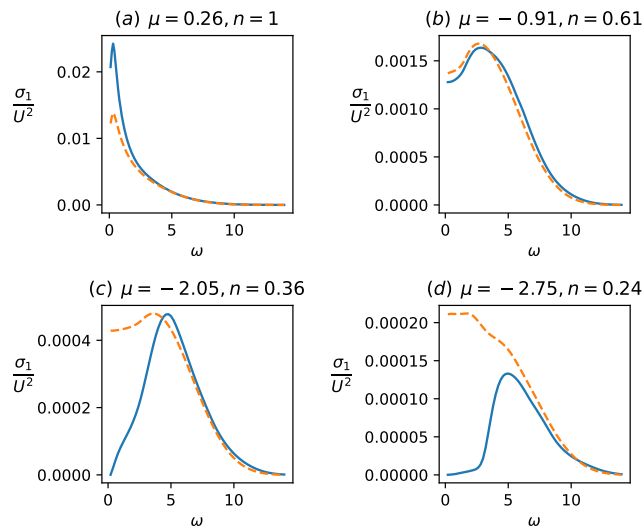 (a) μ = 0.26, n = 1
0.02
0.01
0.00
σ₁/U²
0 5 10
ω
(b) μ = −0.91, n = 0.61
0.0015
0.0010
0.0005
0.0000
σ₁/U²
0 5 10
ω
(c) μ = −2.05, n = 0.36
0.0004
0.0002
0.0000
σ₁/U²
0 5 10
ω
(d) μ = −2.75, n = 0.24
0.00020
0.00015
0.00010
0.00005
0.00000
σ₁/U²
0 5 10
ω